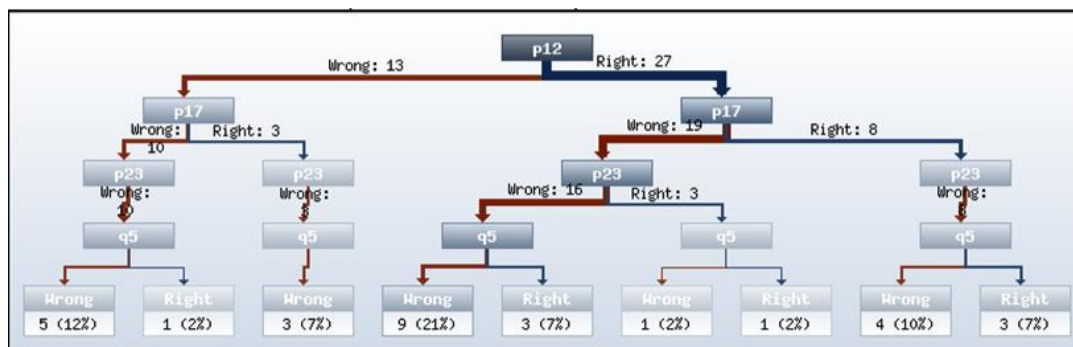 p12
Wrong: 13
Right: 27
p17
p17
Wrong:
10
Right: 3
Wrong: 19
Right: 8
p23
p23
p23
p23
Wrong:
10
Wrong:
3
Wrong: 16
Right: 3
Wrong:
8
q5
q5
q5
q5
q5
Wrong
Right
Wrong
Wrong
Right
Wrong
Right
Wrong
Right
5 (12%)
1 (2%)
3 (7%)
9 (21%)
3 (7%)
1 (2%)
1 (2%)
4 (10%)
3 (7%)